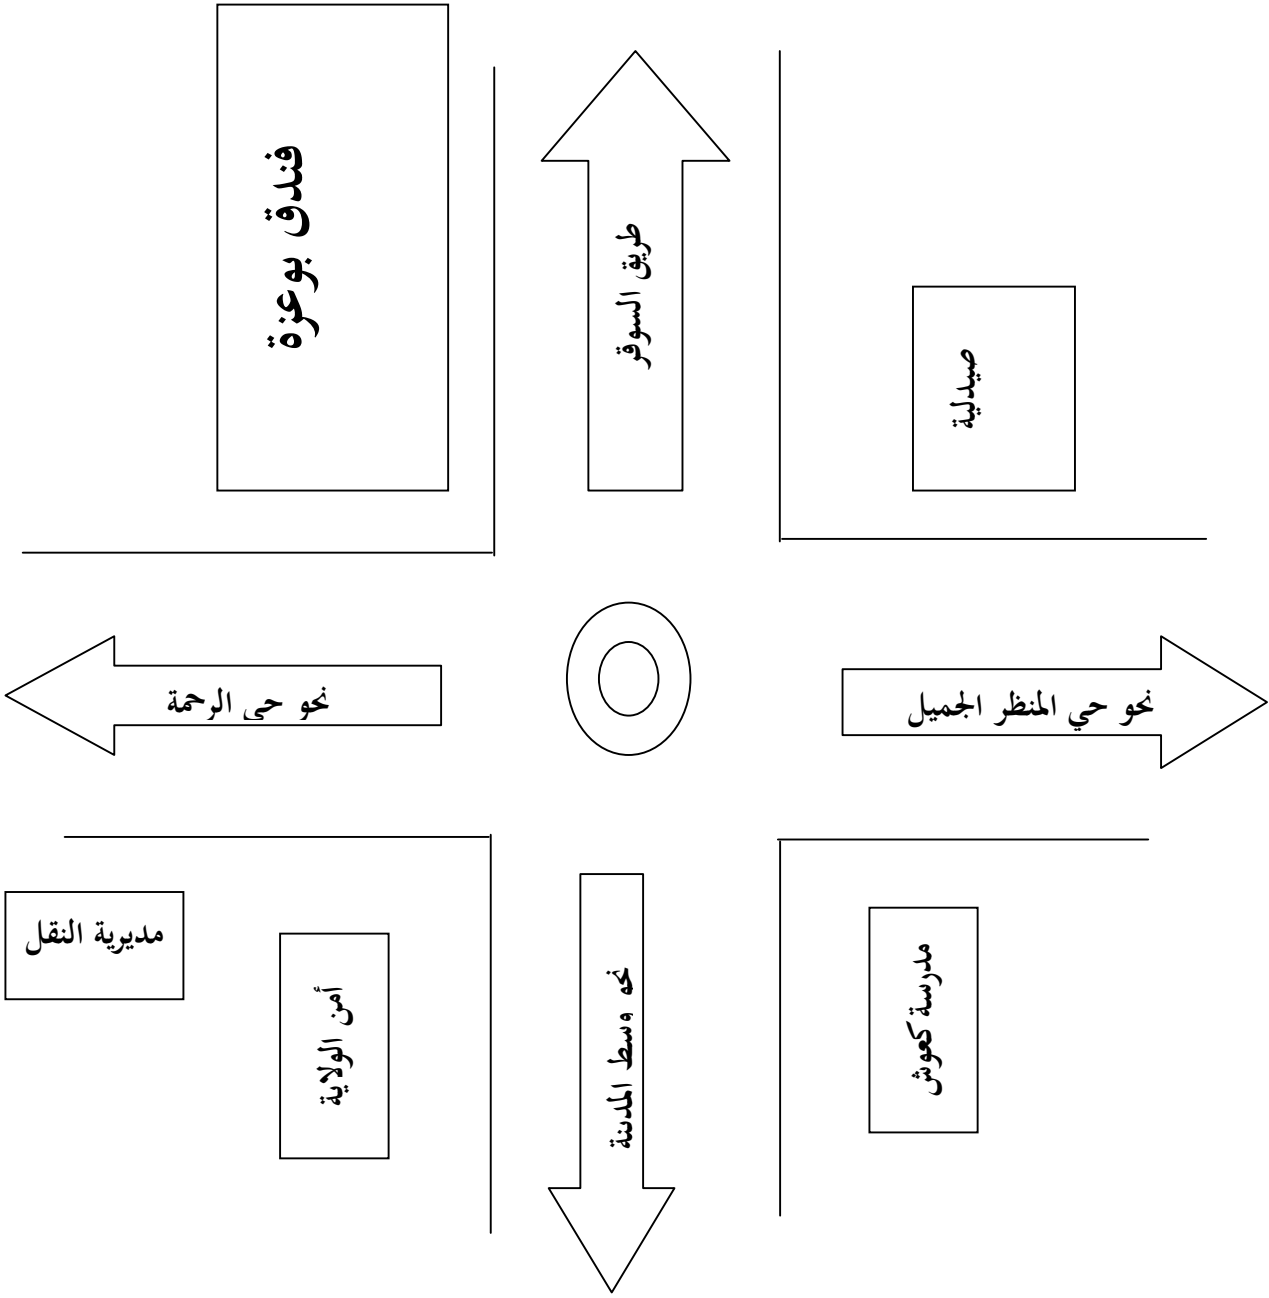 فندق بوعزة
طريق السوقر
صيدلية
نحو حي الرحمة
نحو حي المنظر الجميل
مديرية النقل
أمن الولاية
نحو وسط المدينة
مدرسة كعوش